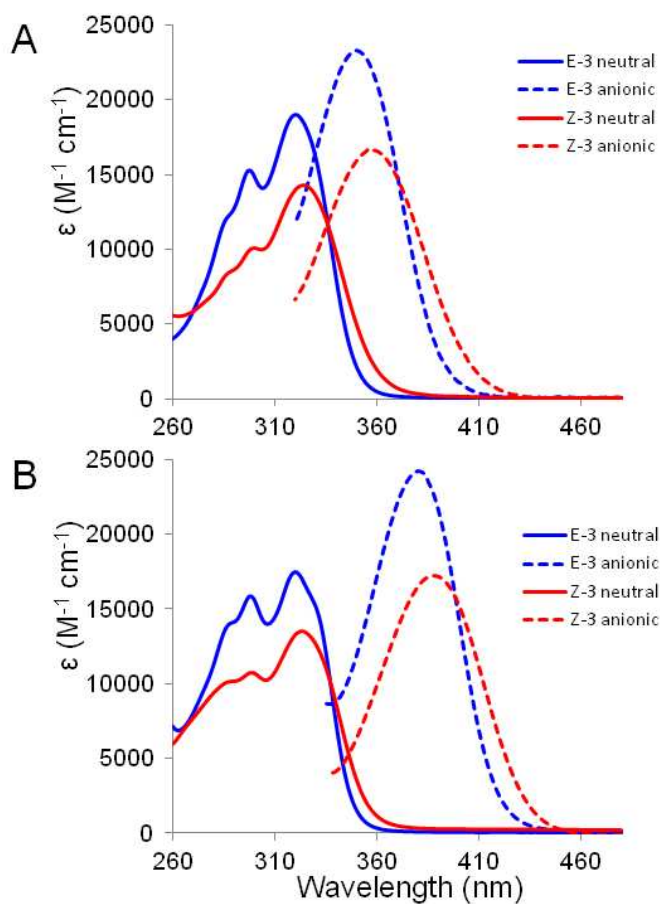 A
25000
20000
15000
10000
5000
0
ε (M⁻¹ cm⁻¹)
260 310 360 410 460
E-3 neutral
E-3 anionic
Z-3 neutral
Z-3 anionic
B
25000
20000
15000
10000
5000
0
ε (M⁻¹ cm⁻¹)
260 310 360 410 460
Wavelength (nm)
E-3 neutral
E-3 anionic
Z-3 neutral
Z-3 anionic